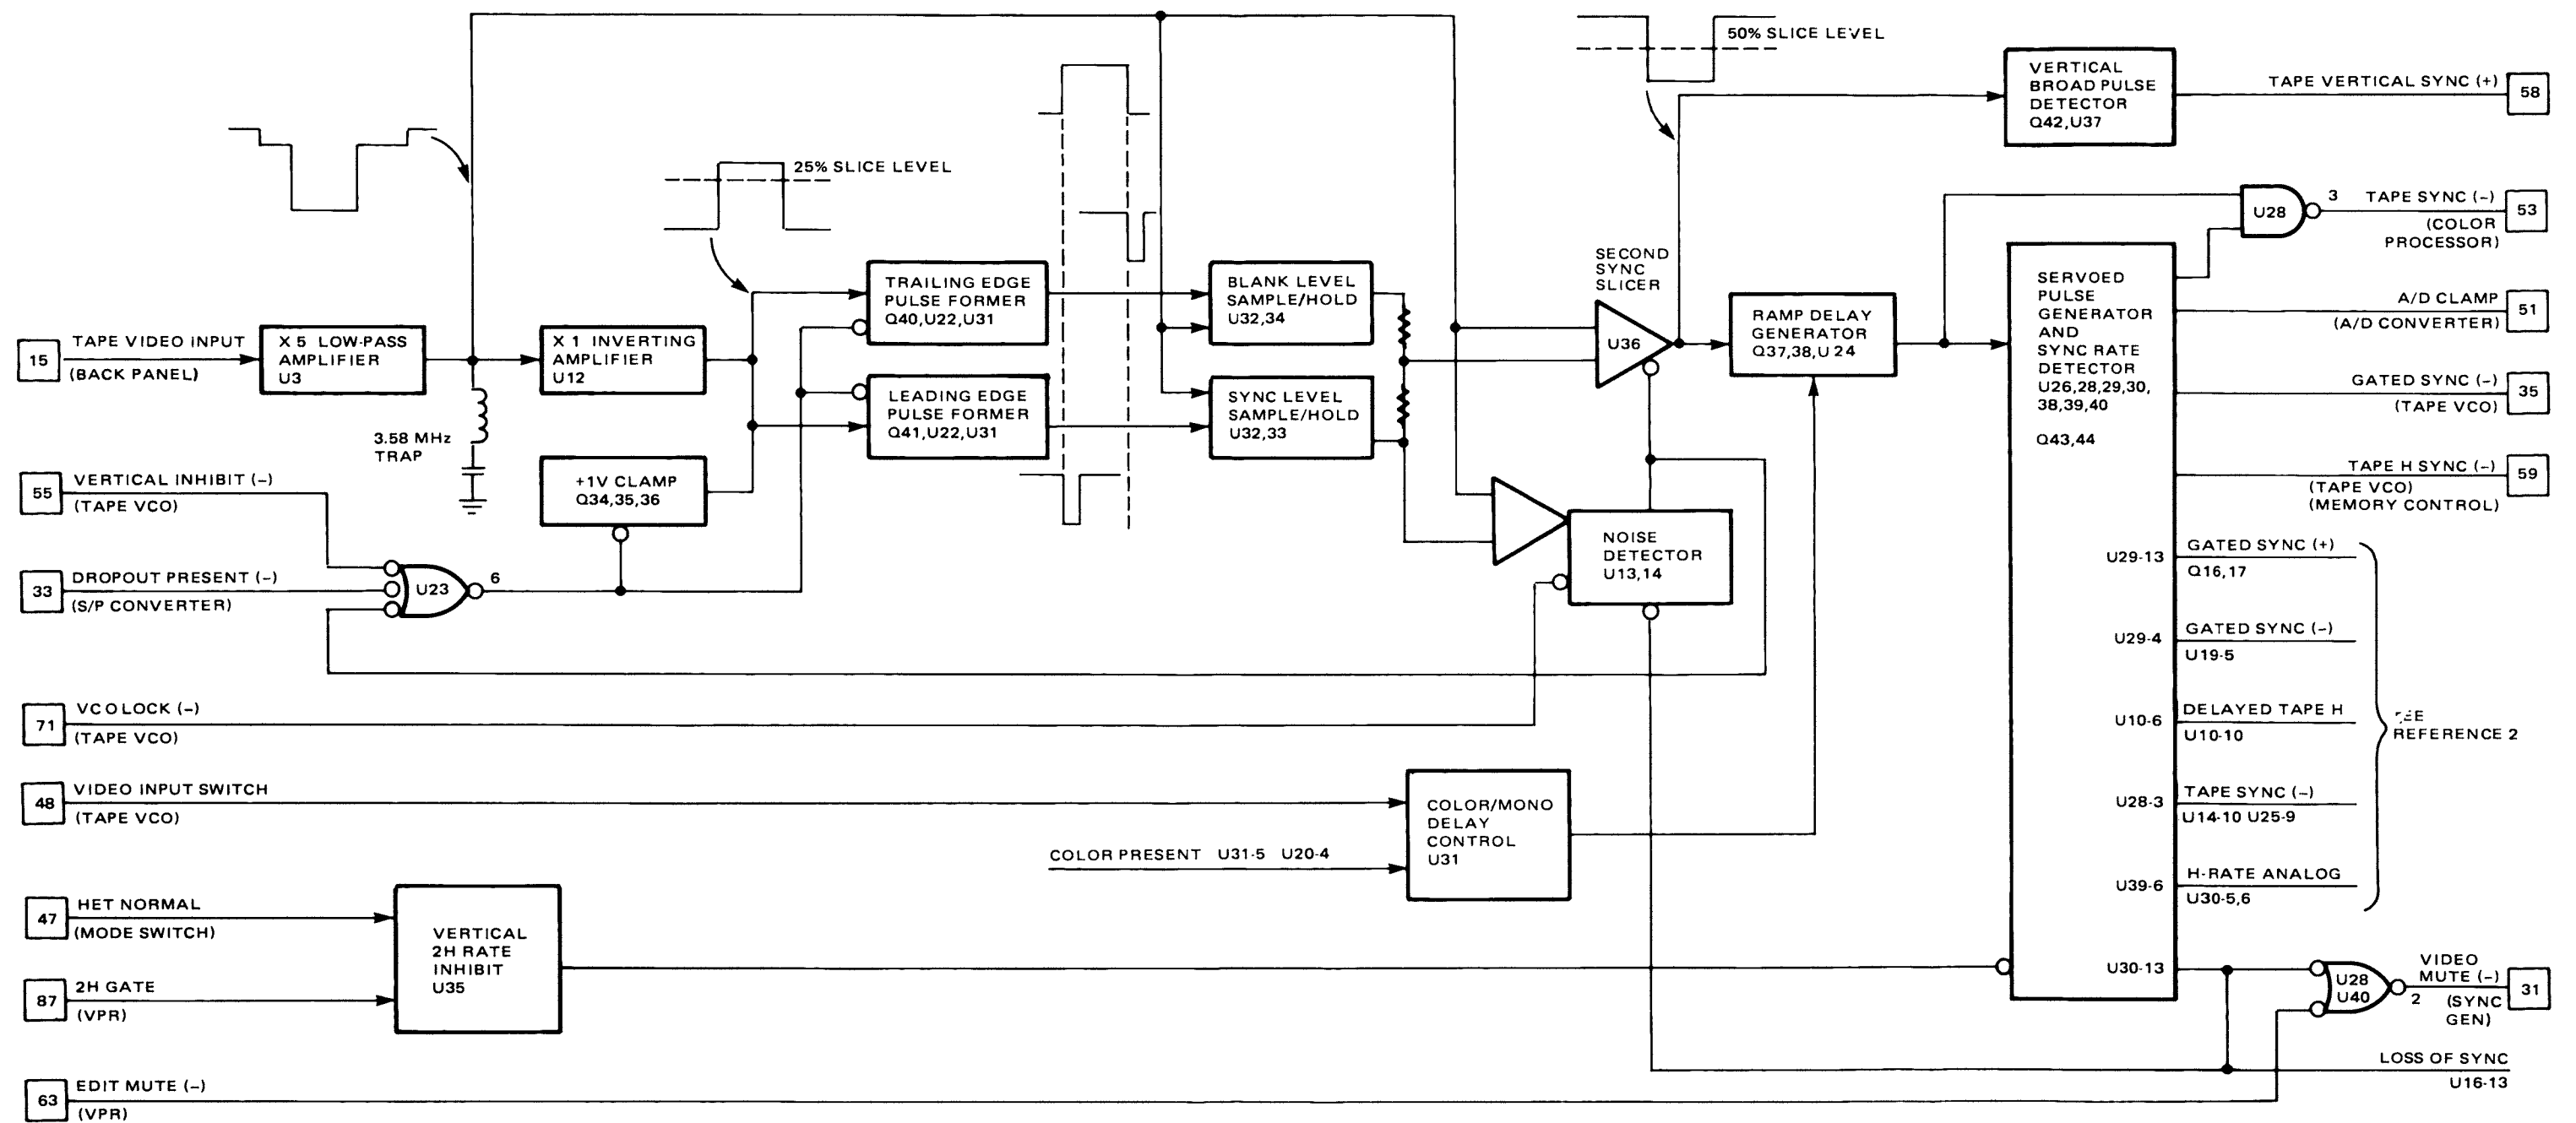 50% SLICE LEVEL
VERTICAL
BROAD PULSE
DETECTOR
Q42,U37
TAPE VERTICAL SYNC (+)
58
25% SLICE LEVEL
U28
3
TAPE SYNC (-)
(COLOR
PROCESSOR)
53
15
TAPE VIDEO INPUT
(BACK PANEL)
X 5 LOW-PASS
AMPLIFIER
U3
X 1 INVERTING
AMPLIFIER
U12
3.58 MHz
TRAP
TRAILING EDGE
PULSE FORMER
Q40,U22,U31
LEADING EDGE
PULSE FORMER
Q41,U22,U31
BLANK LEVEL
SAMPLE/HOLD
U32,34
SYNC LEVEL
SAMPLE/HOLD
U32,33
SECOND
SYNC
SLICER
U36
RAMP DELAY
GENERATOR
Q37,38,U 24
SERVOED
PULSE
GENERATOR
AND
SYNC RATE
DETECTOR
U26,28,29,30,
38,39,40
Q43,44
A/D CLAMP
(A/D CONVERTER)
51
GATED SYNC (-)
(TAPE VCO)
35
TAPE H SYNC (-)
(TAPE VCO)
(MEMORY CONTROL)
59
+1V CLAMP
Q34,35,36
55
VERTICAL INHIBIT (-)
(TAPE VCO)
33
DROPOUT PRESENT (-)
(S/P CONVERTER)
U23
6
NOISE
DETECTOR
U13,14
U29-13
GATED SYNC (+)
Q16,17
U29-4
GATED SYNC (-)
U19-5
U10-6
DELAYED TAPE H
U10-10
U28-3
TAPE SYNC (-)
U14-10 U25-9
U39-6
H-RATE ANALOG
U30-5,6
REFERENCE 2
71
VCO LOCK (-)
(TAPE VCO)
48
VIDEO INPUT SWITCH
(TAPE VCO)
COLOR PRESENT U31-5 U20-4
COLOR/MONO
DELAY
CONTROL
U31
47
HET NORMAL
(MODE SWITCH)
87
2H GATE
(VPR)
VERTICAL
2H RATE
INHIBIT
U35
U30-13
U28
U40
2
VIDEO
MUTE (-)
(SYNC
GEN)
31
LOSS OF SYNC
U16-13
63
EDIT MUTE (-)
(VPR)